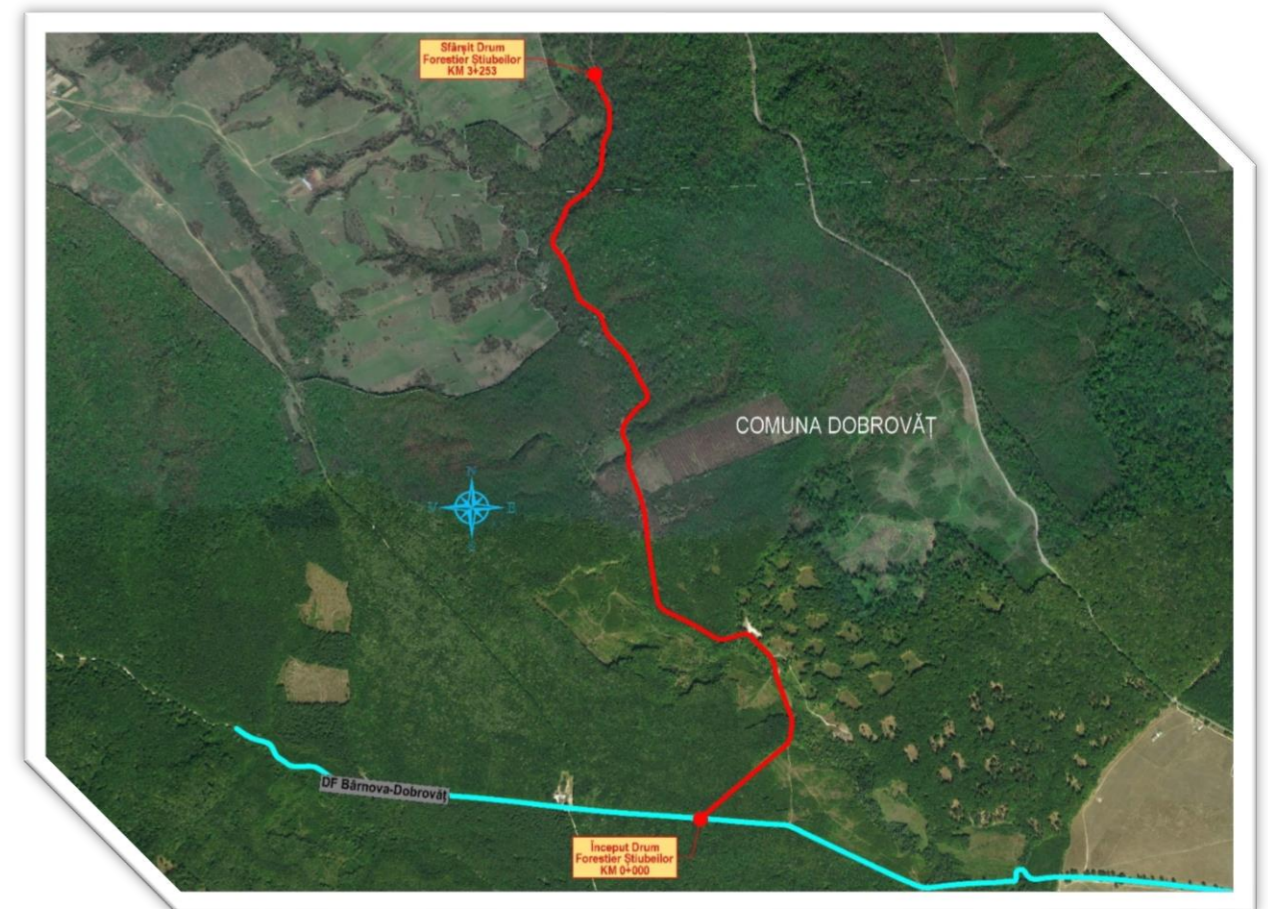 Sfârșit Drum
Forestier Știubeilor
KM 3+253
COMUNA DOBROVĂȚ
N
V
E
S
DF Bârnova-Dobrovăț
Început Drum
Forestier Știubeilor
KM 0+000